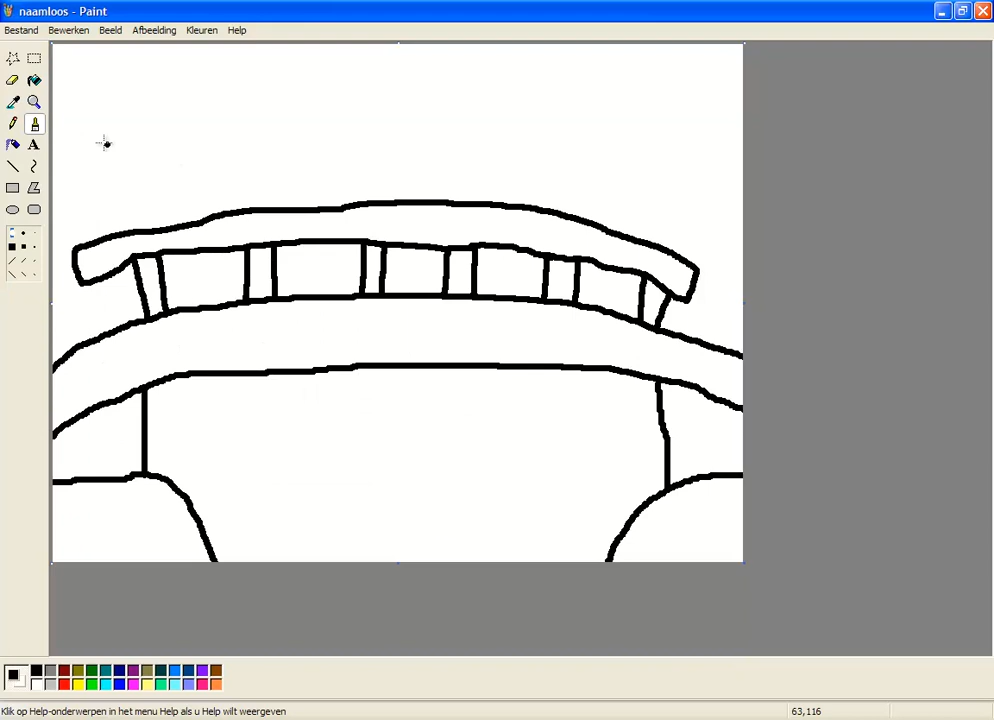 naamloos - Paint
Bestand Bewerken Beeld Afbeelding Kleuren Help
A
Klik op Help-onderwerpen in het menu Help als u Help wilt weergeven 63,116